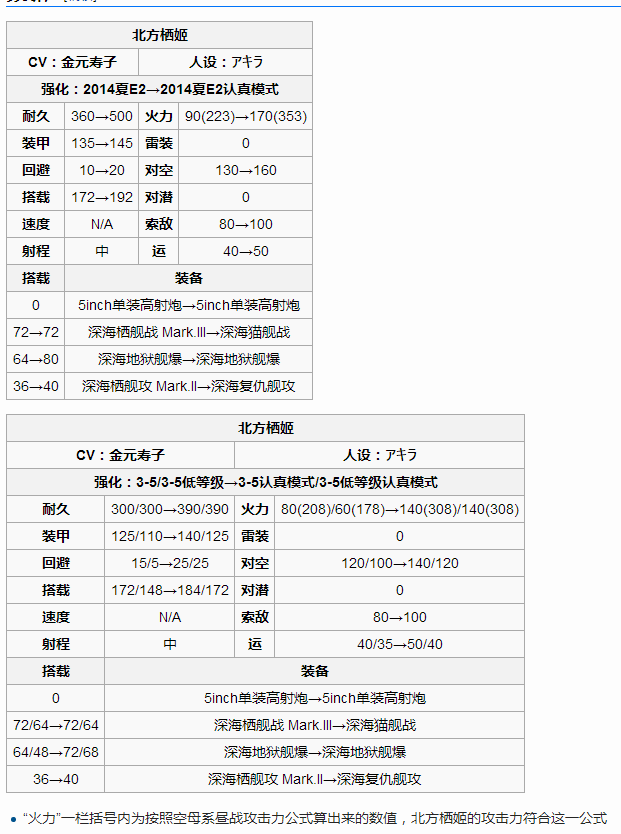 北方栖姬
CV：金元寿子 人设：アキラ
强化：2014夏E2→2014夏E2认真模式
耐久 360→500 火力 90(223)→170(353)
装甲 135→145 雷装 0
回避 10→20 对空 130→160
搭载 172→192 对潜 0
速度 N/A 索敌 80→100
射程 中 运 40→50
搭载 装备
0 5inch单装高射炮→5inch单装高射炮
72→72 深海栖舰战 Mark.III→深海猫舰战
64→80 深海地狱舰爆→深海地狱舰爆
36→40 深海栖舰攻 Mark.II→深海复仇舰攻
北方栖姬
CV：金元寿子 人设：アキラ
强化：3-5/3-5低等级→3-5认真模式/3-5低等级认真模式
耐久 300/300→390/390 火力 80(208)/60(178)→140(308)/140(308)
装甲 125/110→140/125 雷装 0
回避 15/5→25/25 对空 120/100→140/120
搭载 172/148→184/172 对潜 0
速度 N/A 索敌 80→100
射程 中 运 40/35→50/40
搭载 装备
0 5inch单装高射炮→5inch单装高射炮
72/64→72/64 深海栖舰战 Mark.III→深海猫舰战
64/48→72/68 深海地狱舰爆→深海地狱舰爆
36→40 深海栖舰攻 Mark.II→深海复仇舰攻
• “火力”一栏括号内为按照空母系昼战攻击力公式算出来的数值，北方栖姬的攻击力符合这一公式